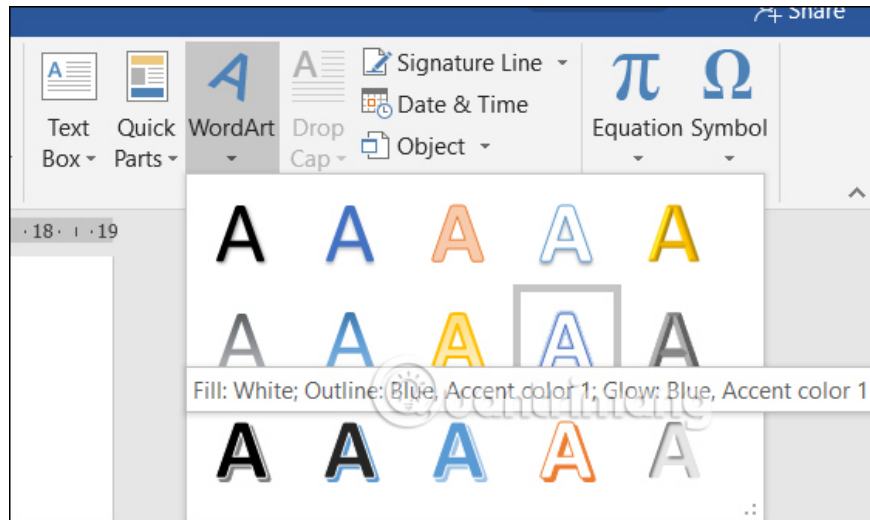 Share
Signature Line
Date & Time
Object
Text Box
Quick Parts
WordArt
Drop Cap
Equation
Symbol
18 19
A A A A A
A A A A A
Fill: White; Outline: Blue, Accent color 1; Glow: Blue, Accent color 1
Quantrimang
A A A A A